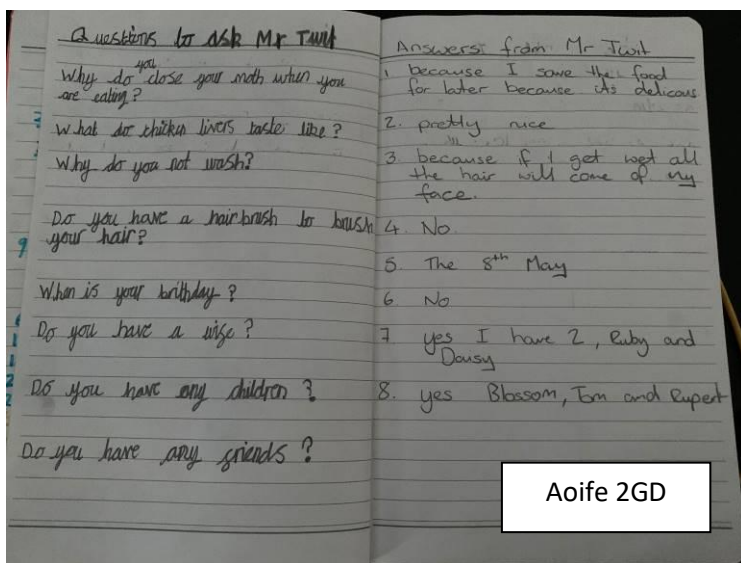 Questions to ask Mr Twit
Why do you close your moth when you
are eating?
What do chicken livers taste like?
Why do you not wash?
Do you have a hairbrush to brush
your hair?
When is your brithday?
Do you have a wife?
Do you have any children?
Do you have any friends?
Answers from Mr Twit
1 because I save the food
for later because its delicous
2. pretty nice
3. because if I get wet all
the hair will come of my
face.
4. No.
5. The 8th May
6. No
7 yes I have 2, Ruby and
Daisy
8. yes Blossom, Tom and Rupert
Aoife 2GD